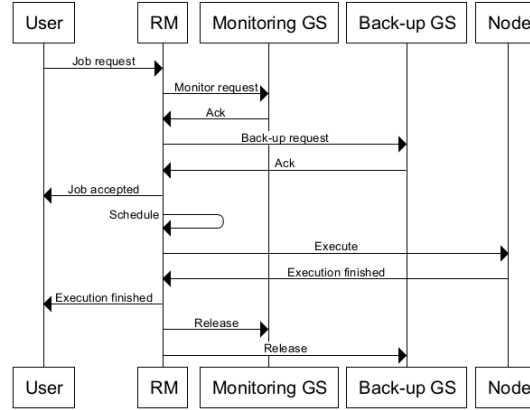 User RM Monitoring GS Back-up GS Node
Job request
Monitor request
Ack
Back-up request
Ack
Job accepted
Schedule
Execute
Execution finished
Execution finished
Release
Release
User RM Monitoring GS Back-up GS Node